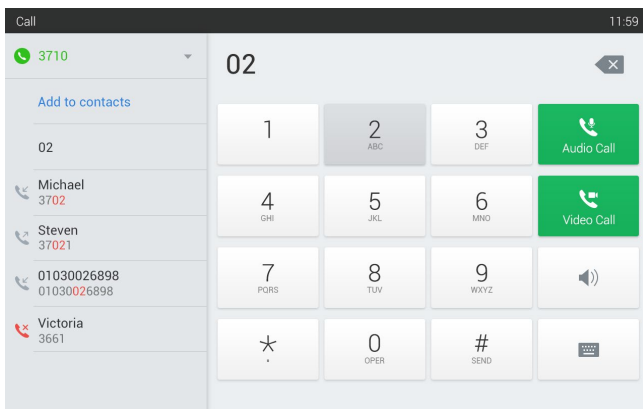 Call 11:59
3710
Add to contacts
02
Michael
3702
Steven
37021
01030026898
01030026898
Victoria
3661
02
1
2
ABC
3
DEF
Audio Call
4
GHI
5
JKL
6
MNO
Video Call
7
PQRS
8
TUV
9
WXYZ
*
.
0
OPER
#
SEND